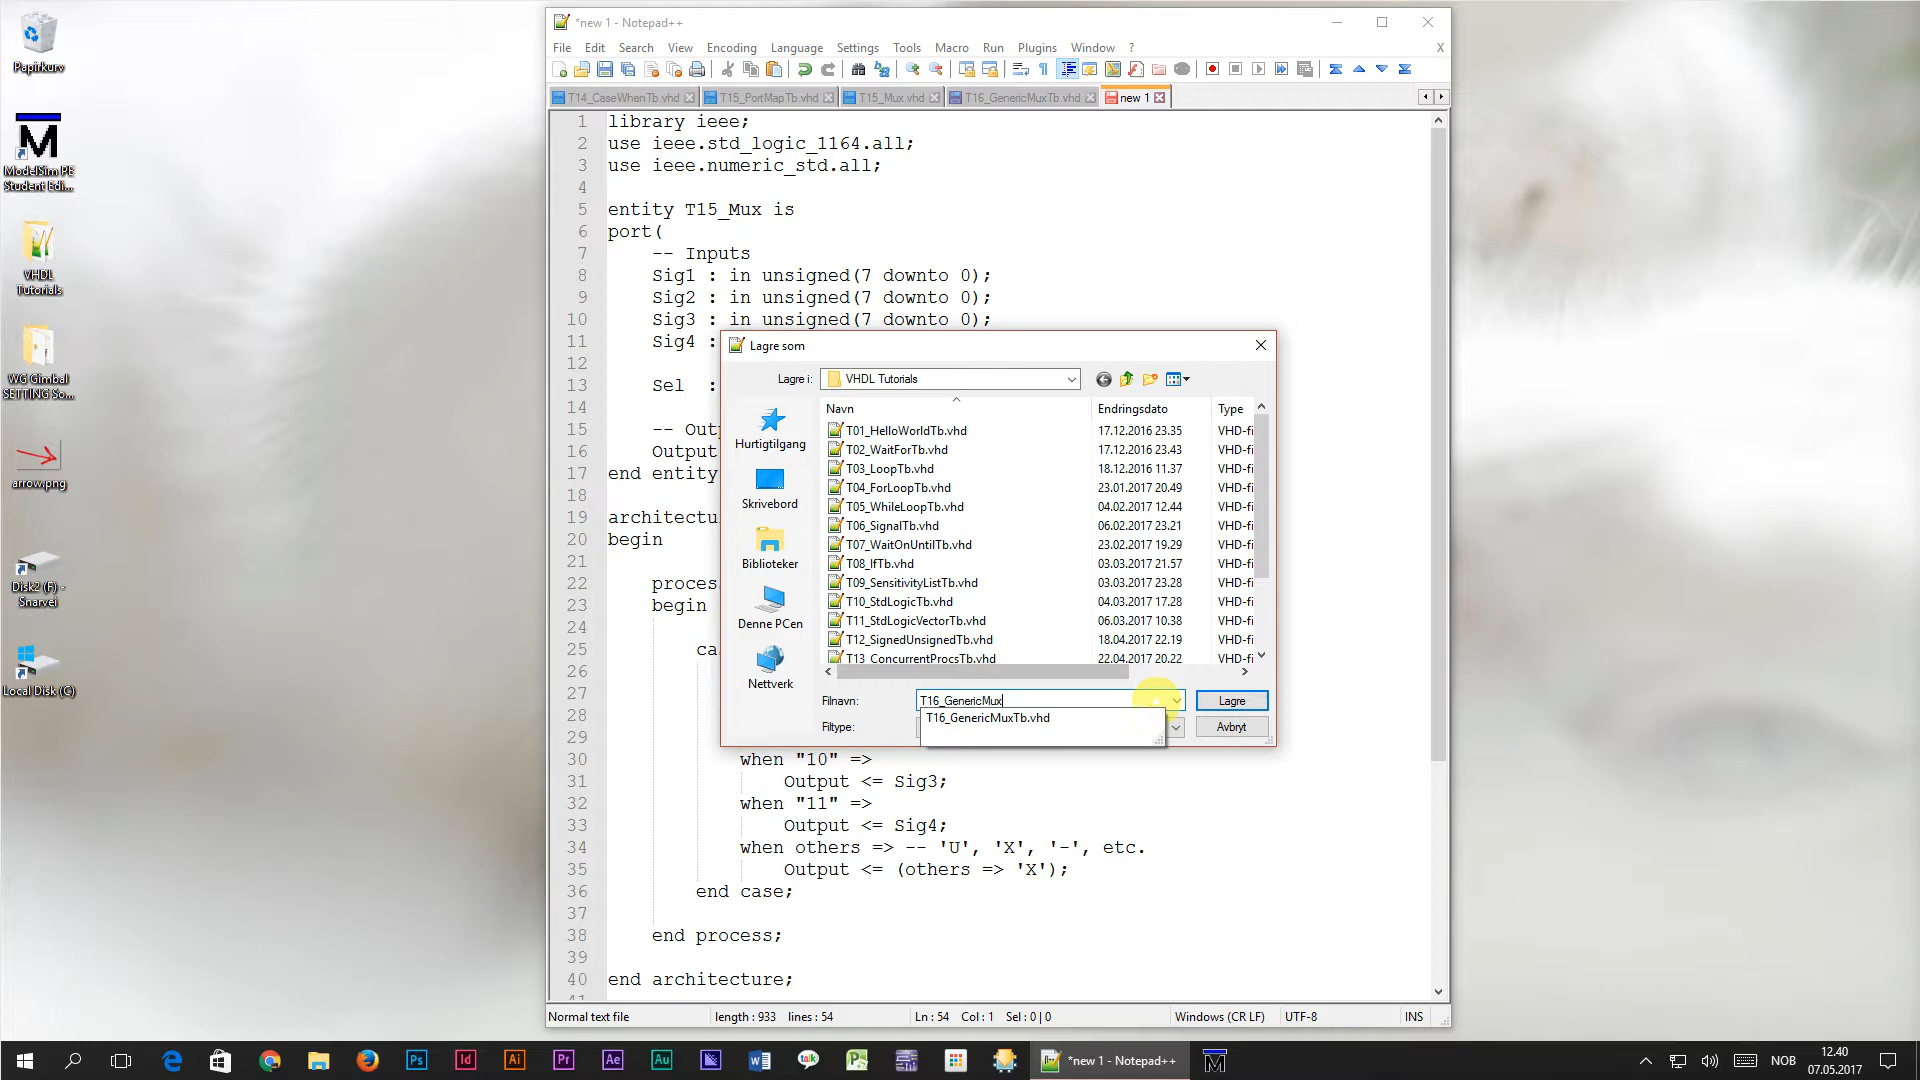 Papirkurv
ModelSim PE
Student Edi...
VHDL
Tutorials
WG Gimbal
SETTING So...
arrow.png
Disk2 (F) -
Snarvei
Local Disk (C)
*new 1 - Notepad++
File Edit Search View Encoding Language Settings Tools Macro Run Plugins Window ? X
T14_CaseWhenTb.vhd T15_PortMapTb.vhd T15_Mux.vhd T16_GenericMuxTb.vhd new 1
1 library ieee;
2 use ieee.std_logic_1164.all;
3 use ieee.numeric_std.all;
4
5 entity T15_Mux is
6 port(
7 -- Inputs
8 Sig1 : in unsigned(7 downto 0);
9 Sig2 : in unsigned(7 downto 0);
10 Sig3 : in unsigned(7 downto 0);
11 Sig4 :
12
13 Sel :
14
15 -- Out
16 Output
17 end entity
18
19 architectu
20 begin
21
22 proces
23 begin
24
25 ca
26
27
28
29
30 when "10" =>
31 Output <= Sig3;
32 when "11" =>
33 Output <= Sig4;
34 when others => -- 'U', 'X', '-', etc.
35 Output <= (others => 'X');
36 end case;
37
38 end process;
39
40 end architecture;
Lagre som
Lagre i: VHDL Tutorials
Hurtigtilgang
Skrivebord
Biblioteker
Denne PCen
Nettverk
Navn Endringsdato Type
T01_HelloWorldTb.vhd 17.12.2016 23.35 VHD-fi
T02_WaitForTb.vhd 17.12.2016 23.43 VHD-fi
T03_LoopTb.vhd 18.12.2016 11.37 VHD-fi
T04_ForLoopTb.vhd 23.01.2017 20.49 VHD-fi
T05_WhileLoopTb.vhd 04.02.2017 12.44 VHD-fi
T06_SignalTb.vhd 06.02.2017 23.21 VHD-fi
T07_WaitOnUntilTb.vhd 23.02.2017 19.29 VHD-fi
T08_IfTb.vhd 03.03.2017 21.57 VHD-fi
T09_SensitivityListTb.vhd 03.03.2017 23.28 VHD-fi
T10_StdLogicTb.vhd 04.03.2017 17.28 VHD-fi
T11_StdLogicVectorTb.vhd 06.03.2017 10.38 VHD-fi
T12_SignedUnsignedTb.vhd 18.04.2017 22.19 VHD-fi
T13_ConcurrentProcsTb.vhd 22.04.2017 20.22 VHD-fi
Filnavn: T16_GenericMux Lagre
T16_GenericMuxTb.vhd
Filtype: Avbryt
Normal text file length : 933 lines : 54 Ln : 54 Col : 1 Sel : 0 | 0 Windows (CR LF) UTF-8 INS
*new 1 - Notepad++
NOB
12.40
07.05.2017